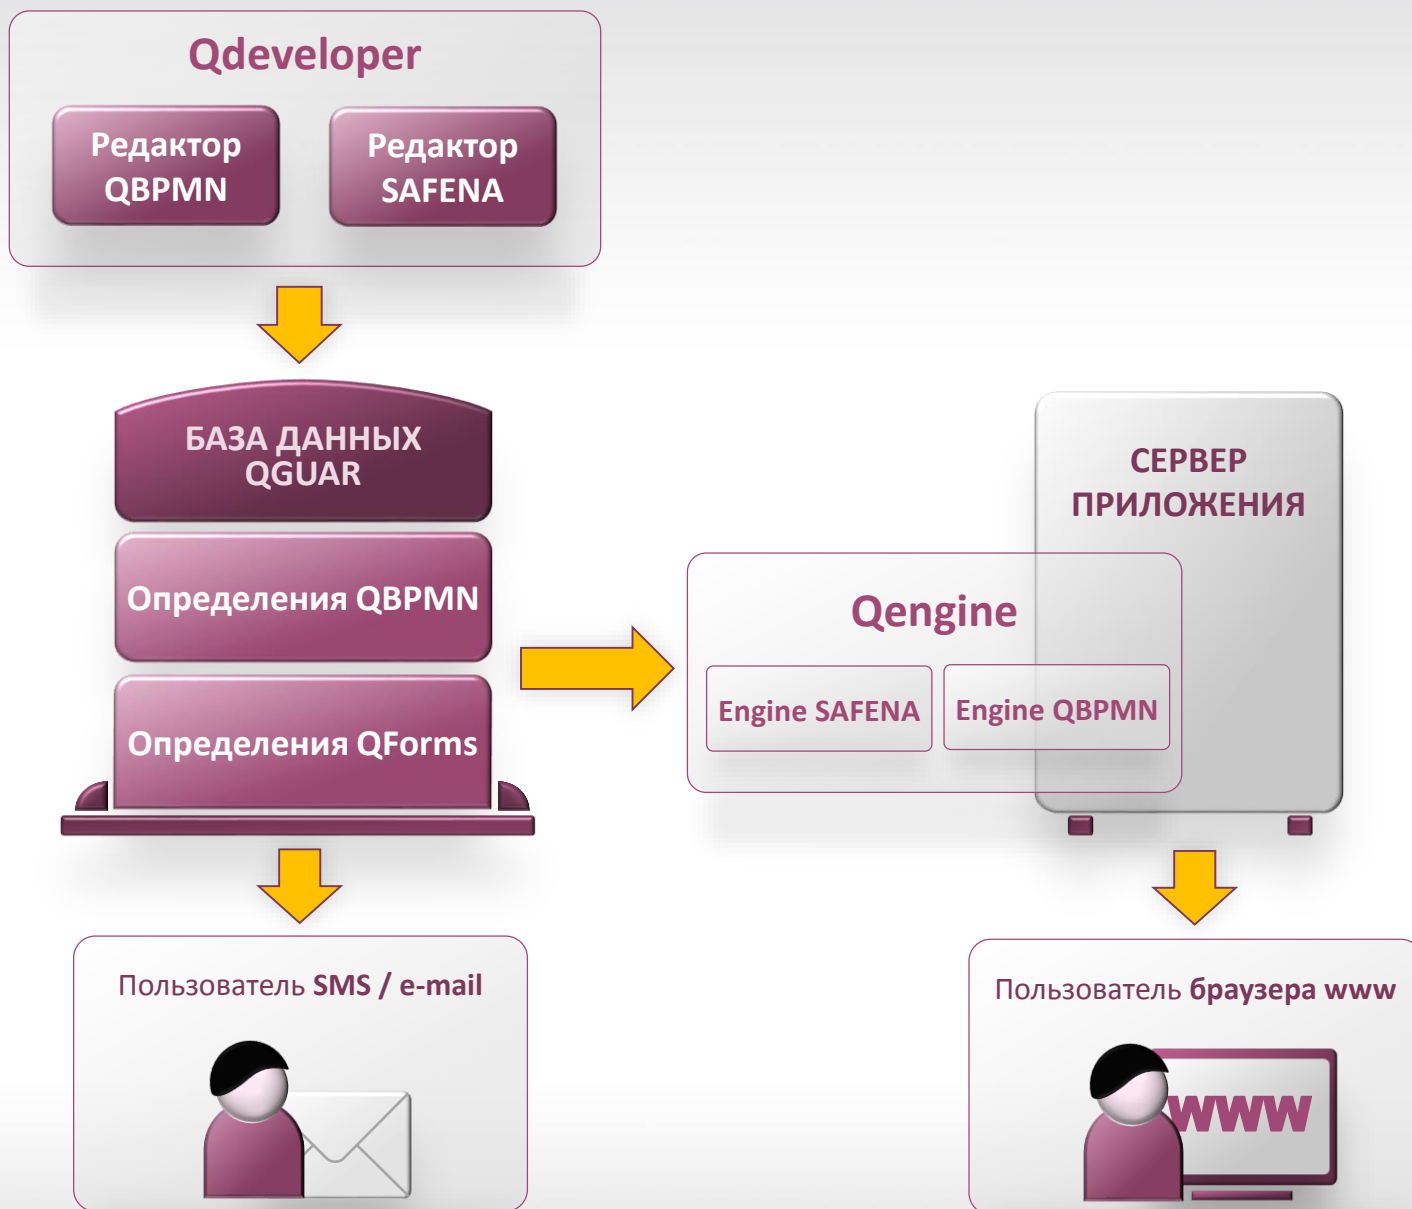 Qdeveloper
Редактор
QBPMN
Редактор
SAFENA
БАЗА ДАННЫХ
QGUAR
Определения QBPMN
Определения QForms
СЕРВЕР
ПРИЛОЖЕНИЯ
Qengine
Engine SAFENA
Engine QBPMN
Пользователь SMS / e-mail
Пользователь браузера www
www